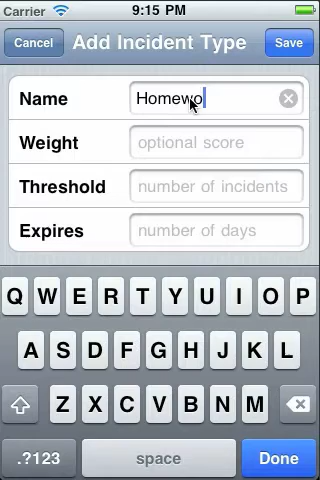 Carrier 9:15 PM
Cancel Add Incident Type Save
Name Homewo
Weight optional score
Threshold number of incidents
Expires number of days
Q W E R T Y U I O P
A S D F G H J K L
Z X C V B N M
.?123 space Done